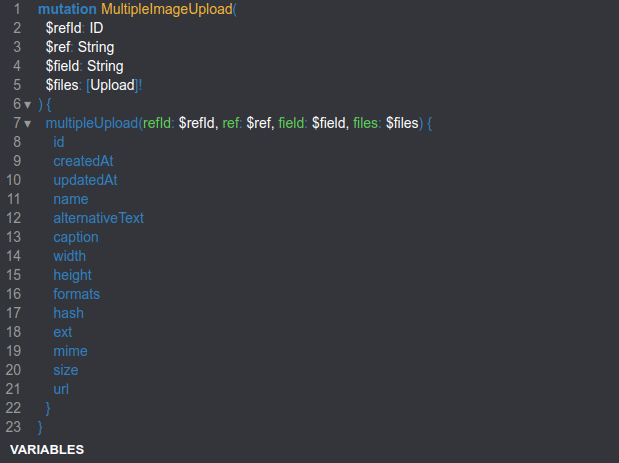 1 mutation MultipleImageUpload(
2 $refId: ID
3 $ref: String
4 $field: String
5 $files: [Upload]!
6 ) {
7 multipleUpload(refId: $refId, ref: $ref, field: $field, files: $files) {
8 id
9 createdAt
10 updatedAt
11 name
12 alternativeText
13 caption
14 width
15 height
16 formats
17 hash
18 ext
19 mime
20 size
21 url
22 }
23 }
VARIABLES